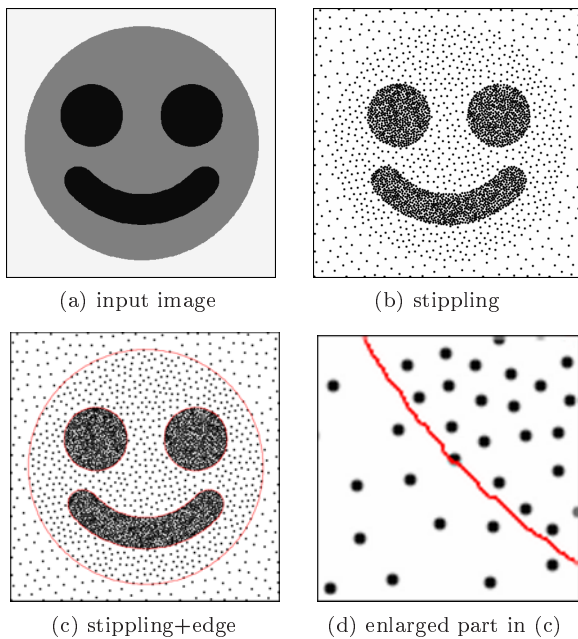 (a) input image
(b) stippling
(c) stippling+edge
(d) enlarged part in (c)